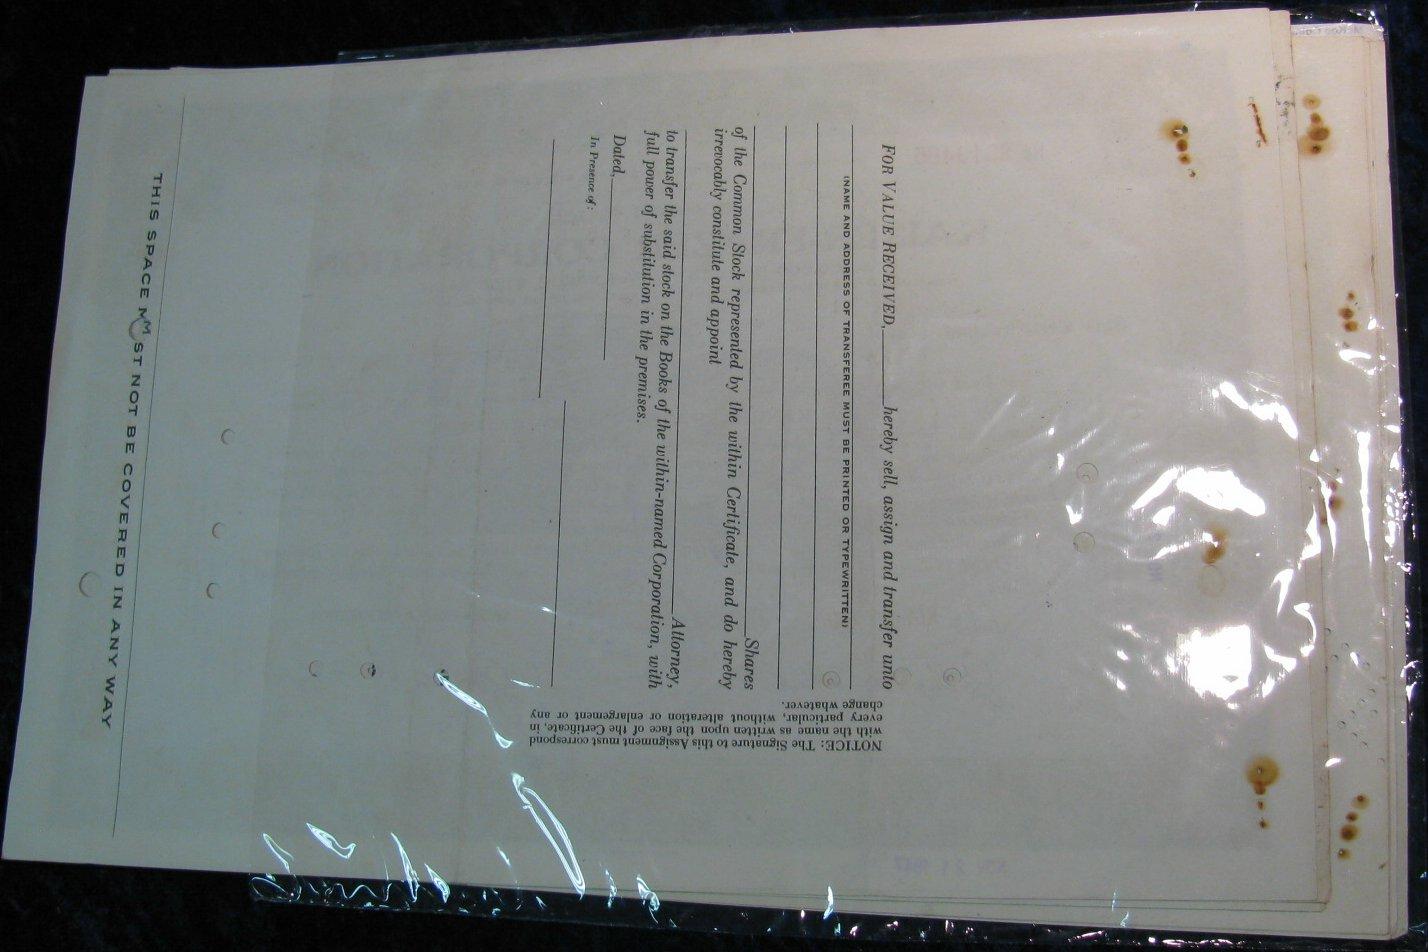 FOR VALUE RECEIVED, hereby sell, assign and transfer unto
(NAME AND ADDRESS OF TRANSFEREE MUST BE PRINTED OR TYPEWRITTEN)
Shares
of the Common Stock represented by the within Certificate, and do hereby
irrevocably constitute and appoint
Attorney,
to transfer the said stock on the Books of the within-named Corporation, with
full power of substitution in the premises.
Dated,
In Presence of:
NOTICE: The Signature to this Assignment must correspond
with the name as written upon the face of the Certificate, in
every particular, without alteration or enlargement or any
change whatever.
THIS SPACE MUST NOT BE COVERED IN ANY WAY